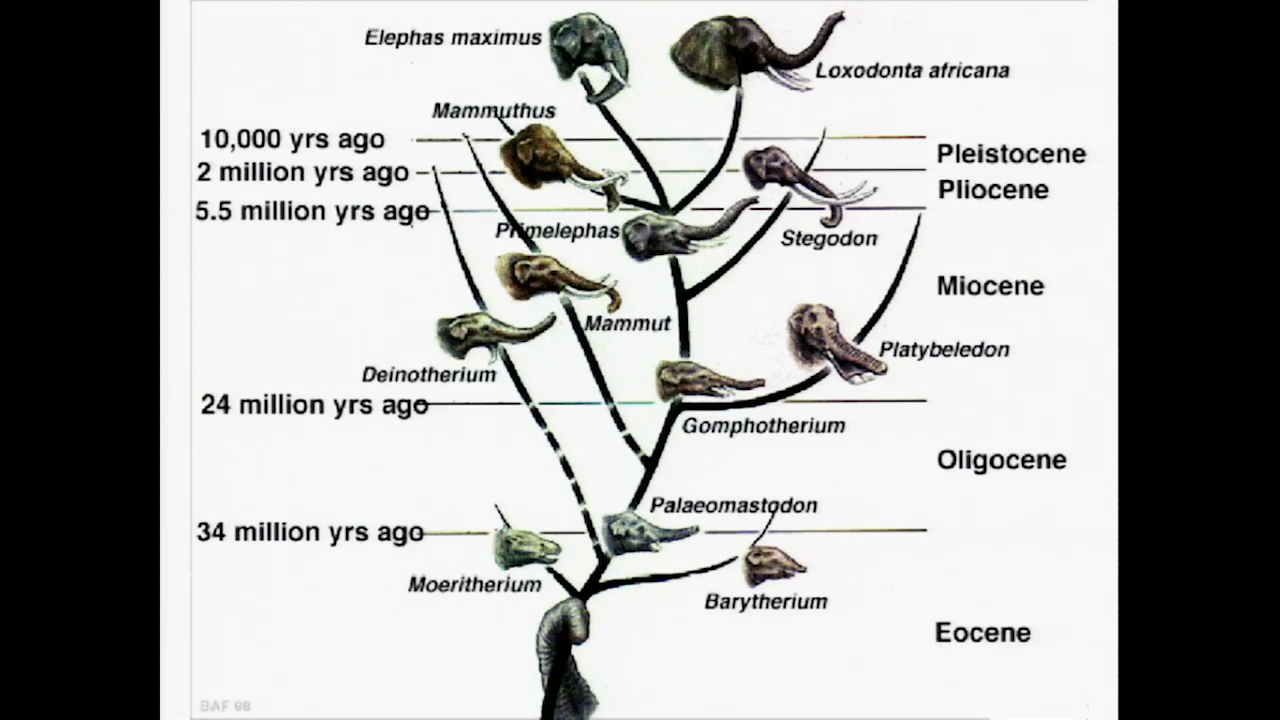 Elephas maximus
Loxodonta africana
Mammuthus
10,000 yrs ago
Pleistocene
2 million yrs ago
Pliocene
5.5 million yrs ago
Primelephas
Stegodon
Miocene
Mammut
Platybeledon
Deinotherium
24 million yrs ago
Gomphotherium
Oligocene
Palaeomastodon
34 million yrs ago
Moeritherium
Barytherium
Eocene
BAF 98